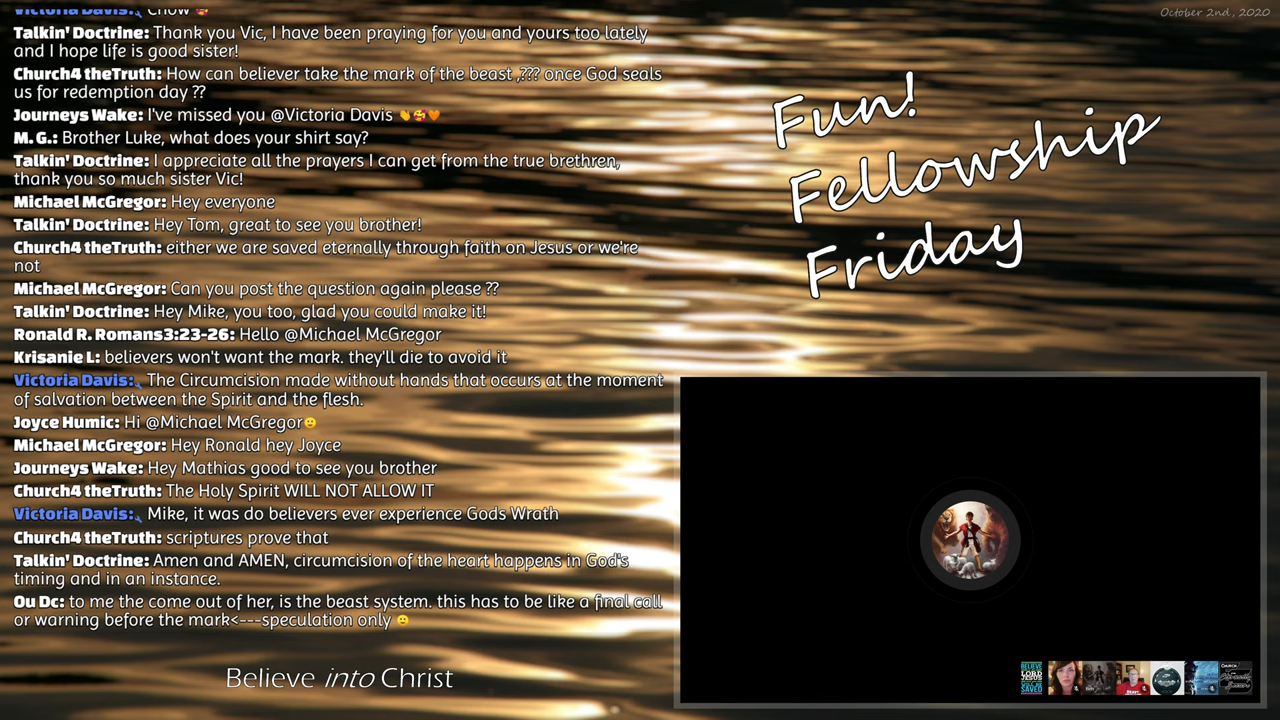 Victoria Davis: Chow
October 2nd, 2020
Talkin' Doctrine: Thank you Vic, I have been praying for you and yours too lately
and I hope life is good sister!
Church4 theTruth: How can believer take the mark of the beast ,??? once God seals
us for redemption day ??
Journeys Wake: I've missed you @Victoria Davis 👋🥰🧡
M. G.: Brother Luke, what does your shirt say?
Talkin' Doctrine: I appreciate all the prayers I can get from the true brethren,
thank you so much sister Vic!
Michael McGregor: Hey everyone
Talkin' Doctrine: Hey Tom, great to see you brother!
Church4 theTruth: either we are saved eternally through faith on Jesus or we're
not
Michael McGregor: Can you post the question again please ??
Talkin' Doctrine: Hey Mike, you too, glad you could make it!
Ronald R. Romans3:23-26: Hello @Michael McGregor
Krisanie L: believers won't want the mark. they'll die to avoid it
Victoria Davis: The Circumcision made without hands that occurs at the moment
of salvation between the Spirit and the flesh.
Joyce Humic: Hi @Michael McGregor🙂
Michael McGregor: Hey Ronald hey Joyce
Journeys Wake: Hey Mathias good to see you brother
Church4 theTruth: The Holy Spirit WILL NOT ALLOW IT
Victoria Davis: Mike, it was do believers ever experience Gods Wrath
Church4 theTruth: scriptures prove that
Talkin' Doctrine: Amen and AMEN, circumcision of the heart happens in God's
timing and in an instance.
Ou Dc: to me the come out of her, is the beast system. this has to be like a final call
or warning before the mark<---speculation only 🙂
Believe into Christ
Fun!
Fellowship
Friday
BELIEVE
LORD
JESUS
SAVED